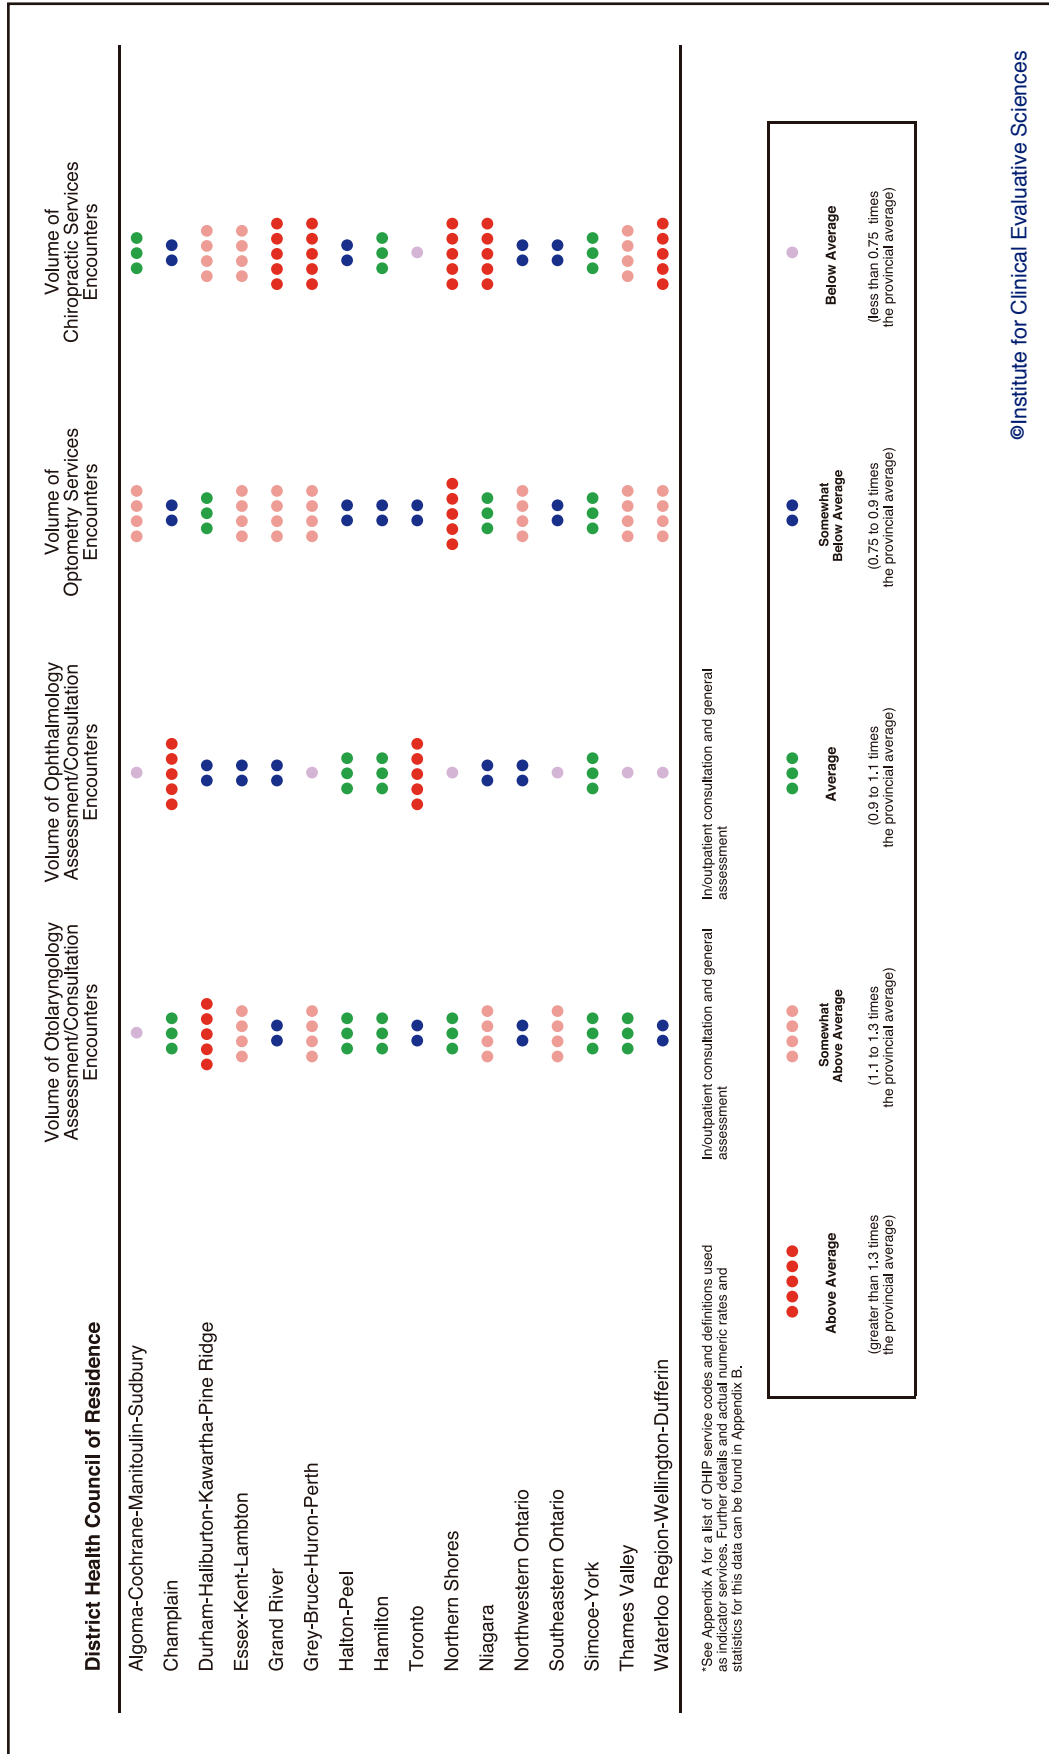 District Health Council of Residence
Volume of Otolaryngology
Assessment/Consultation
Encounters
Volume of Ophthalmology
Assessment/Consultation
Encounters
Volume of
Optometry Services
Encounters
Volume of
Chiropractic Services
Encounters
Algoma-Cochrane-Manitoulin-Sudbury
Champlain
Durham-Haliburton-Kawartha-Pine Ridge
Essex-Kent-Lambton
Grand River
Grey-Bruce-Huron-Perth
Halton-Peel
Hamilton
Toronto
Northern Shores
Niagara
Northwestern Ontario
Southeastern Ontario
Simcoe-York
Thames Valley
Waterloo Region-Wellington-Dufferin
*See Appendix A for a list of OHIP service codes and definitions used
as indicator services. Further details and actual numeric rates and
statistics for this data can be found in Appendix B.
In/outpatient consultation and general
assessment
In/outpatient consultation and general
assessment
Above Average
(greater than 1.3 times
the provincial average)
Somewhat
Above Average
(1.1 to 1.3 times
the provincial average)
Average
(0.9 to 1.1 times
the provincial average)
Somewhat
Below Average
(0.75 to 0.9 times
the provincial average)
Below Average
(less than 0.75 times
the provincial average)
©Institute for Clinical Evaluative Sciences